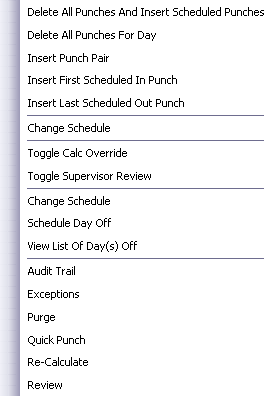 Delete All Punches And Insert Scheduled Punches
Delete All Punches For Day
Insert Punch Pair
Insert First Scheduled In Punch
Insert Last Scheduled Out Punch
Change Schedule
Toggle Calc Override
Toggle Supervisor Review
Change Schedule
Schedule Day Off
View List Of Day(s) Off
Audit Trail
Exceptions
Purge
Quick Punch
Re-Calculate
Review